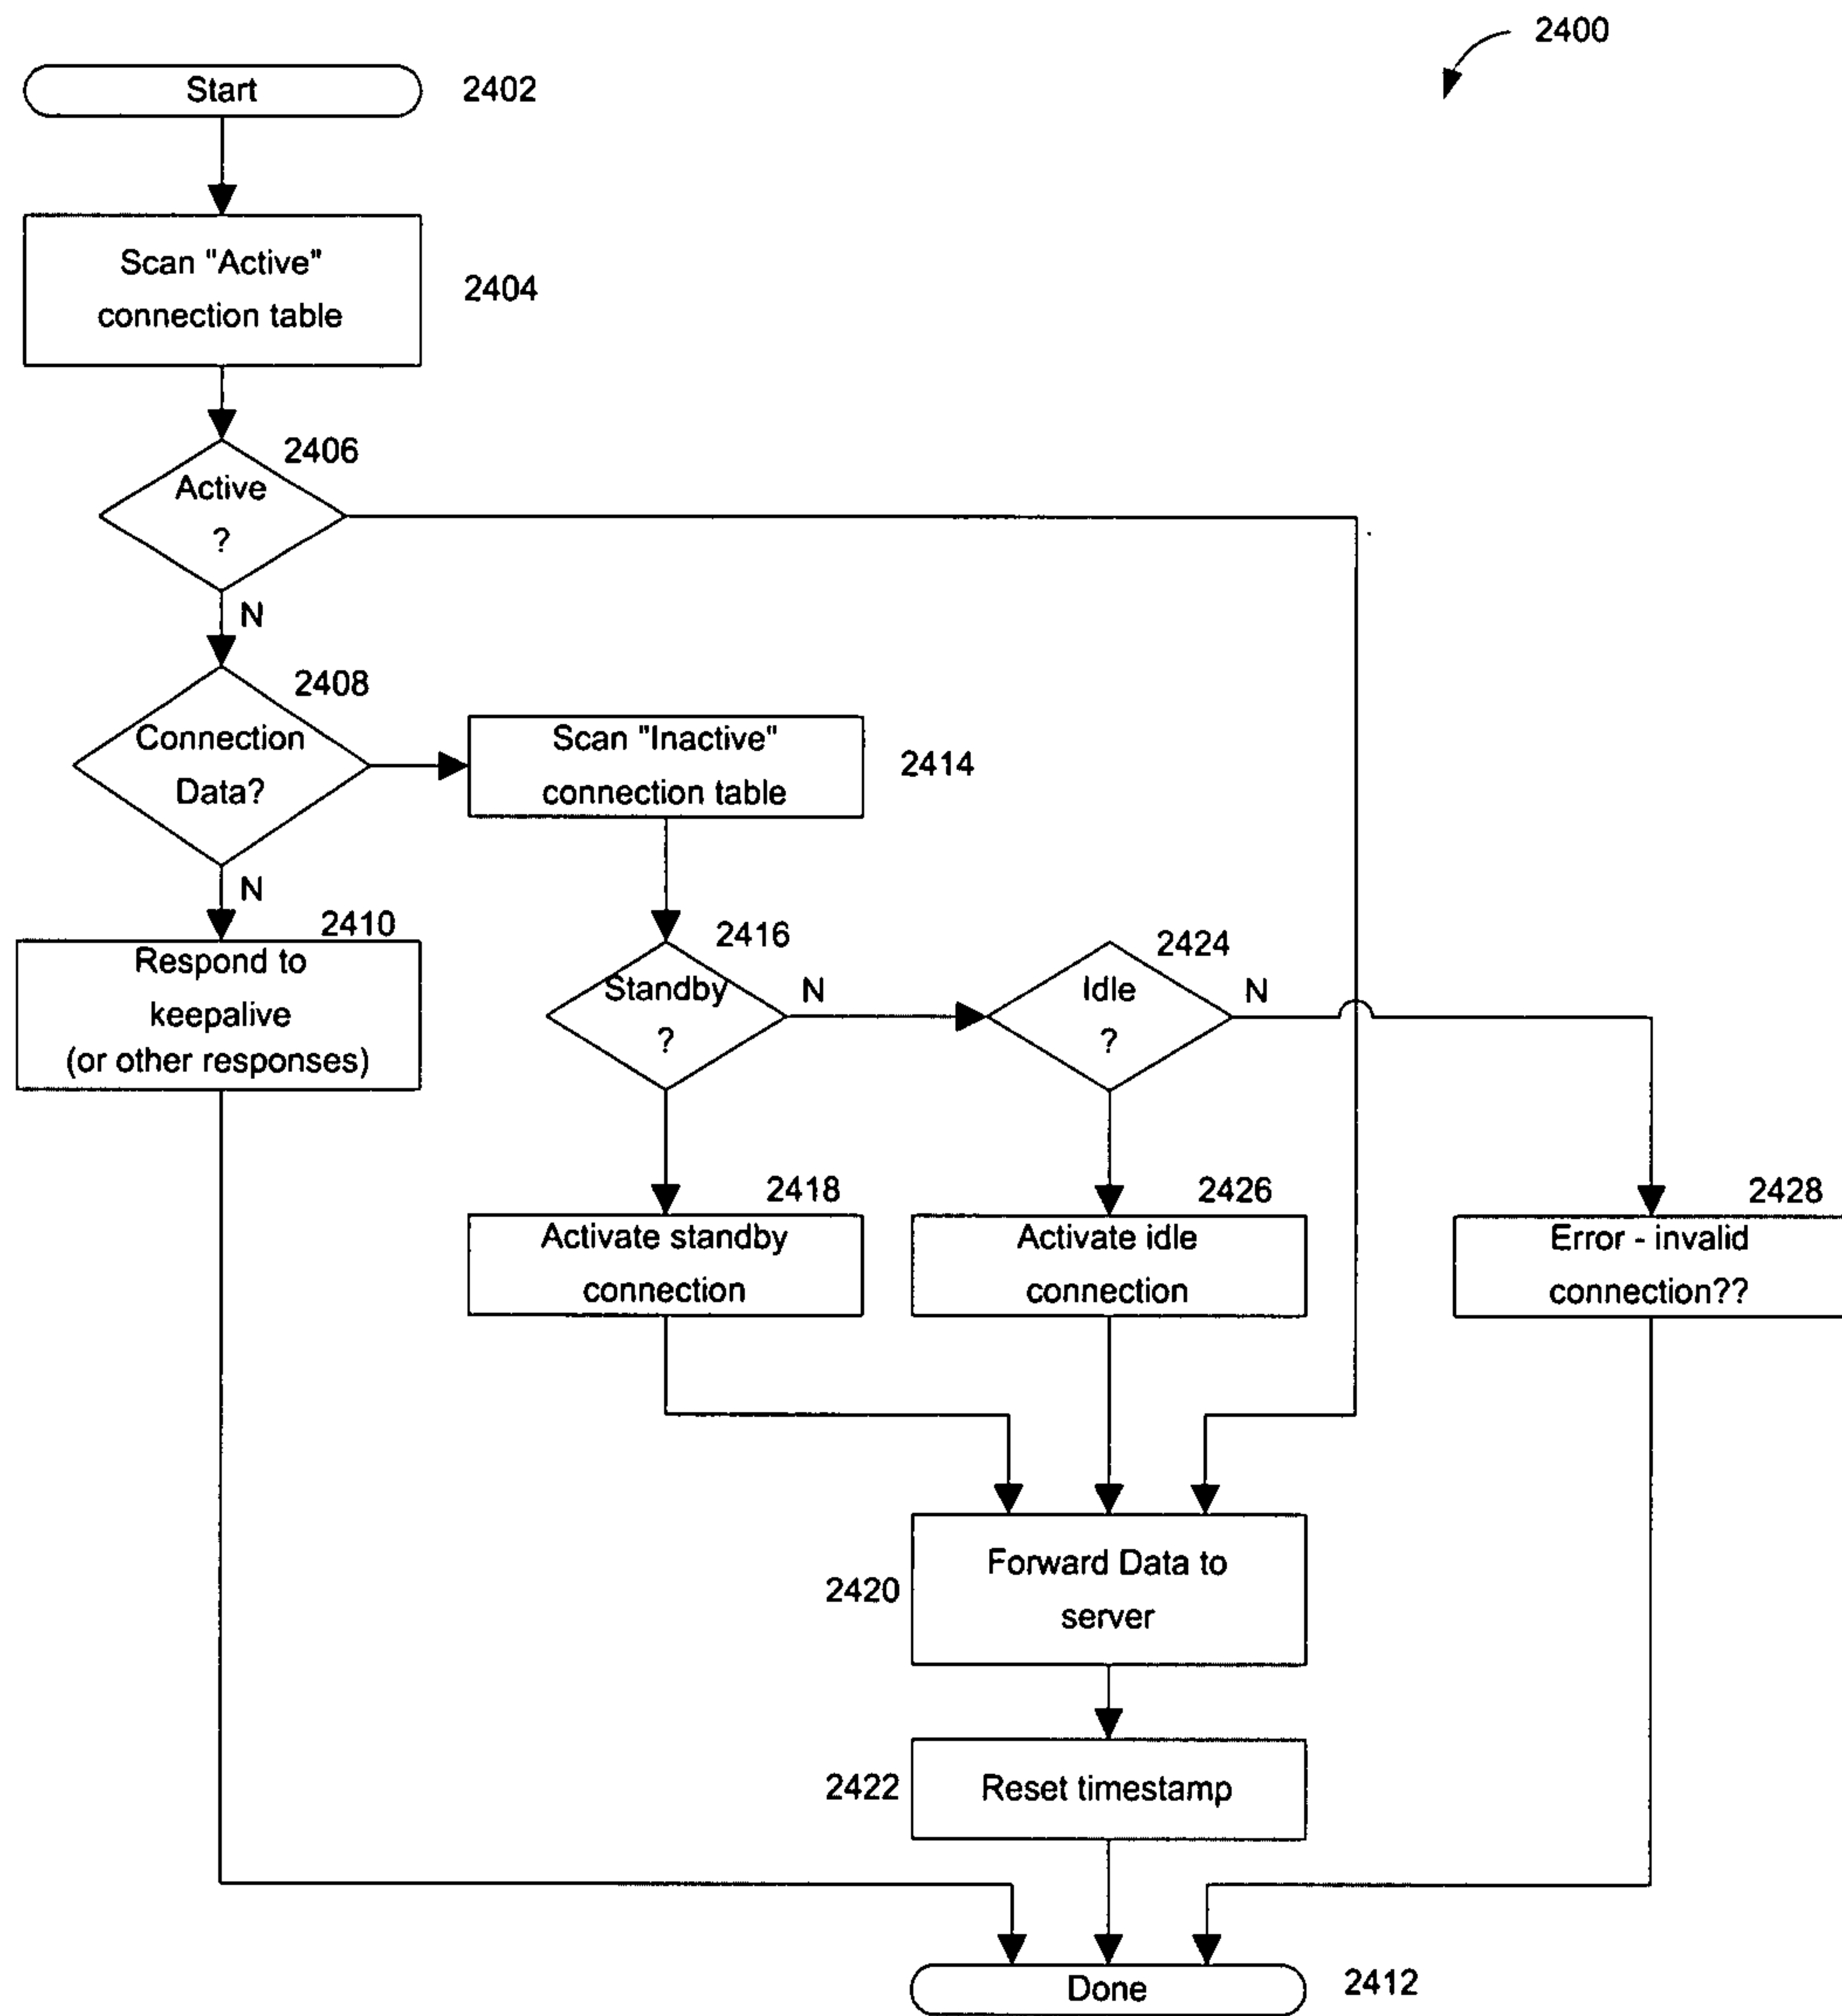 2400
Start
2402
Scan "Active"
connection table
2404
2406
Active
?
N
2408
Connection
Data?
Scan "Inactive"
connection table
2414
N
2410
Respond to
keepalive
(or other responses)
2416
Standby
?
N
2424
Idle
?
N
2418
Activate standby
connection
2426
Activate idle
connection
2428
Error - invalid
connection??
2420
Forward Data to
server
2422
Reset timestamp
Done
2412